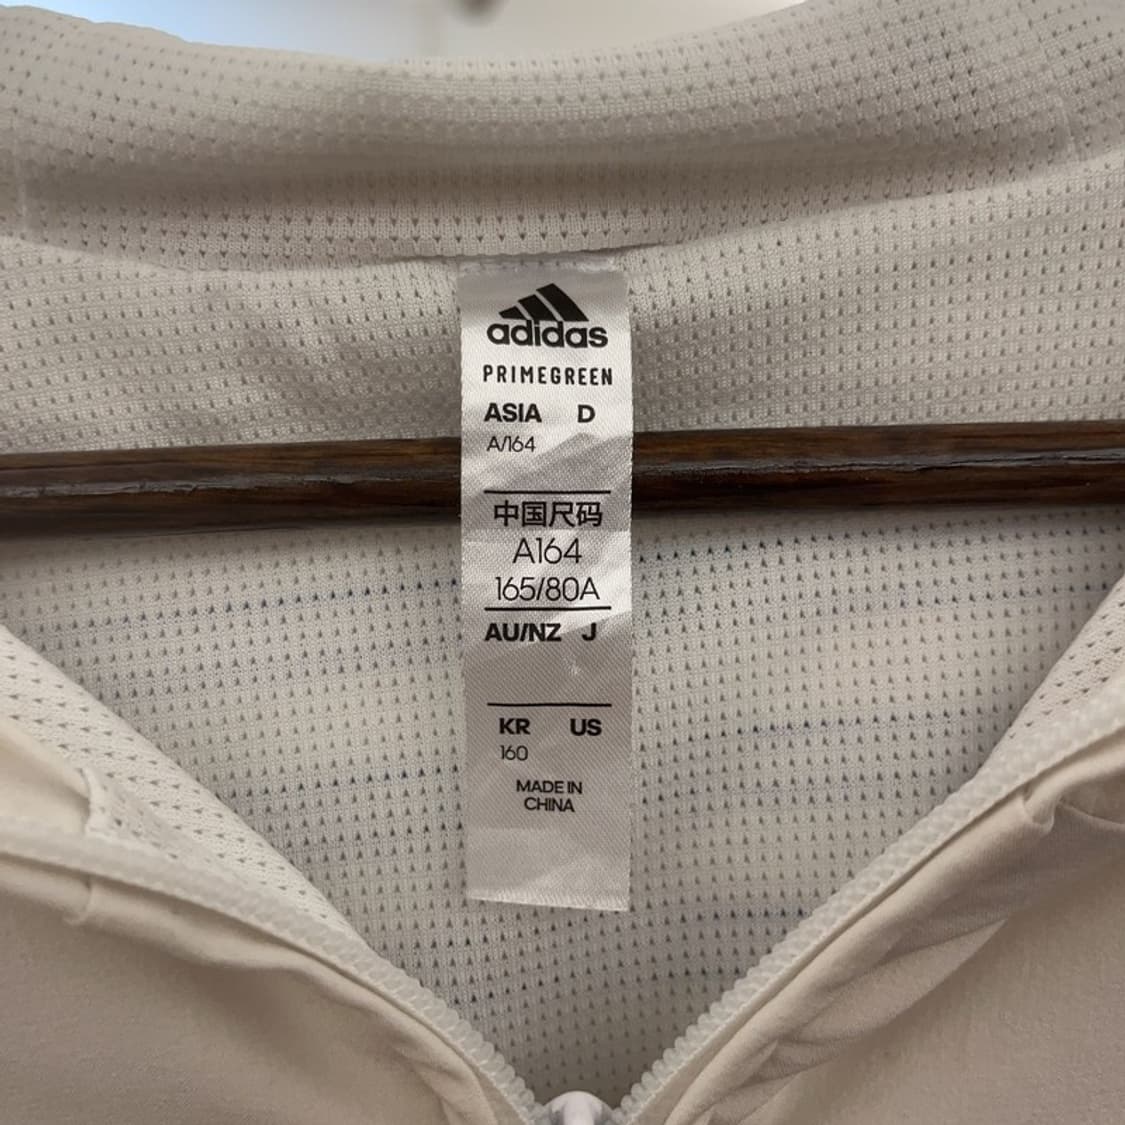 adidas
PRIMEGREEN
ASIA D
A/164
中国尺码
A164
165/80A
AU/NZ J
KR US
160
MADE IN
CHINA